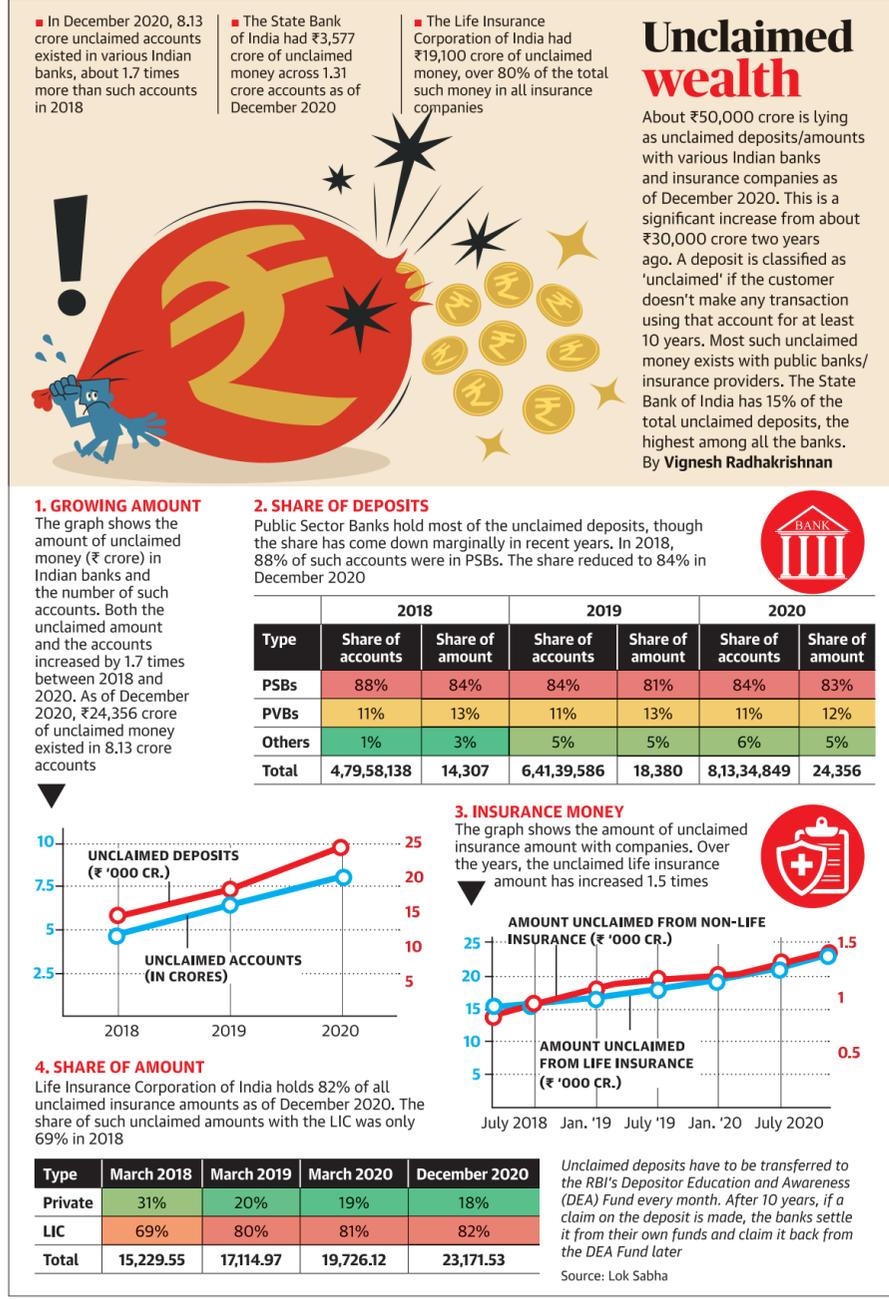 ■ In December 2020, 8.13
crore unclaimed accounts
existed in various Indian
banks, about 1.7 times
more than such accounts
in 2018
■ The State Bank
of India had ₹3,577
crore of unclaimed
money across 1.31
crore accounts as of
December 2020
■ The Life Insurance
Corporation of India had
₹19,100 crore of unclaimed
money, over 80% of the total
such money in all insurance
companies
Unclaimed
wealth
About ₹50,000 crore is lying
as unclaimed deposits/amounts
with various Indian banks
and insurance companies as
of December 2020. This is a
significant increase from about
₹30,000 crore two years
ago. A deposit is classified as
‘unclaimed’ if the customer
doesn’t make any transaction
using that account for at least
10 years. Most such unclaimed
money exists with public banks/
insurance providers. The State
Bank of India has 15% of the
total unclaimed deposits, the
highest among all the banks.
By Vignesh Radhakrishnan
1. GROWING AMOUNT
The graph shows the
amount of unclaimed
money (₹ crore) in
Indian banks and
the number of such
accounts. Both the
unclaimed amount
and the accounts
increased by 1.7 times
between 2018 and
2020. As of December
2020, ₹24,356 crore
of unclaimed money
existed in 8.13 crore
accounts
2. SHARE OF DEPOSITS
Public Sector Banks hold most of the unclaimed deposits, though
the share has come down marginally in recent years. In 2018,
88% of such accounts were in PSBs. The share reduced to 84% in
December 2020
BANK
2018 2019 2020
Type Share of accounts Share of amount Share of accounts Share of amount Share of accounts Share of amount
PSBs 88% 84% 84% 81% 84% 83%
PVBs 11% 13% 11% 13% 11% 12%
Others 1% 3% 5% 5% 6% 5%
Total 4,79,58,138 14,307 6,41,39,586 18,380 8,13,34,849 24,356
10 25
UNCLAIMED DEPOSITS
(₹ ’000 CR.)
7.5 20
15
5
10
UNCLAIMED ACCOUNTS
(IN CRORES)
2.5 5
2018 2019 2020
3. INSURANCE MONEY
The graph shows the amount of unclaimed
insurance amount with companies. Over
the years, the unclaimed life insurance
amount has increased 1.5 times
AMOUNT UNCLAIMED FROM NON-LIFE
INSURANCE (₹ ’000 CR.)
25 1.5
20
15 1
10
AMOUNT UNCLAIMED
FROM LIFE INSURANCE
(₹ ’000 CR.)
0.5
5
July 2018 Jan. '19 July '19 Jan. '20 July 2020
4. SHARE OF AMOUNT
Life Insurance Corporation of India holds 82% of all
unclaimed insurance amounts as of December 2020. The
share of such unclaimed amounts with the LIC was only
69% in 2018
Type March 2018 March 2019 March 2020 December 2020
Private 31% 20% 19% 18%
LIC 69% 80% 81% 82%
Total 15,229.55 17,114.97 19,726.12 23,171.53
Unclaimed deposits have to be transferred to
the RBI's Depositor Education and Awareness
(DEA) Fund every month. After 10 years, if a
claim on the deposit is made, the banks settle
it from their own funds and claim it back from
the DEA Fund later
Source: Lok Sabha